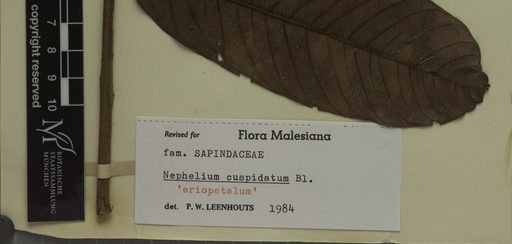 copyright reserved
7
8
9
10
M
BOTANISCHE
STAATSSAMMLUNG
MÜNCHEN
Revised for Flora Malesiana
fam. SAPINDACEAE
Nephelium cuspidatum Bl.
'eriopetalum'
det. P. W. LEENHOUTS 1984